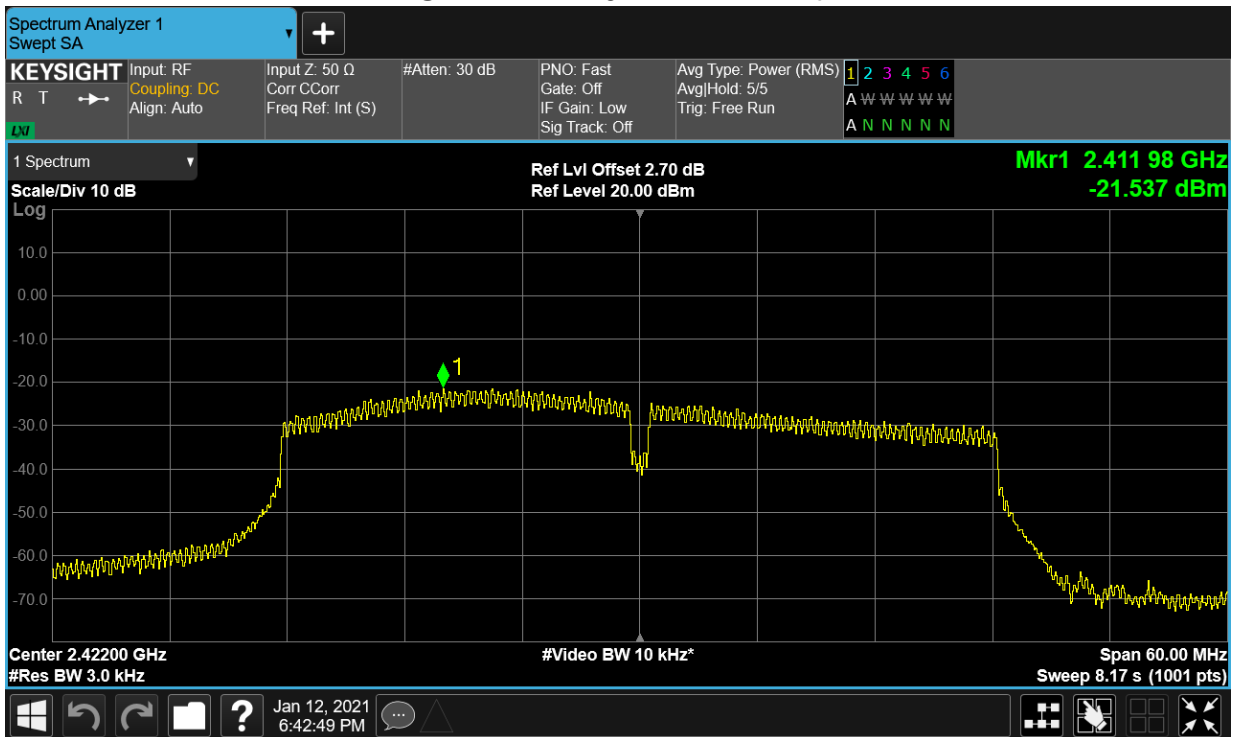 Spectrum Analyzer 1
Swept SA
KEYSIGHT
R T
LXI
Input: RF
Coupling: DC
Align: Auto
Input Z: 50 Ω
Corr CCorr
Freq Ref: Int (S)
#Atten: 30 dB
PNO: Fast
Gate: Off
IF Gain: Low
Sig Track: Off
Avg Type: Power (RMS)
Avg|Hold: 5/5
Trig: Free Run
1 2 3 4 5 6
A W W W W W
A N N N N N
1 Spectrum
Scale/Div 10 dB
Log
Ref Lvl Offset 2.70 dB
Ref Level 20.00 dBm
Mkr1 2.411 98 GHz
-21.537 dBm
10.0
0.00
-10.0
1
-20.0
-30.0
-40.0
-50.0
-60.0
-70.0
Center 2.42200 GHz
#Res BW 3.0 kHz
#Video BW 10 kHz*
Span 60.00 MHz
Sweep 8.17 s (1001 pts)
?
Jan 12, 2021
6:42:49 PM